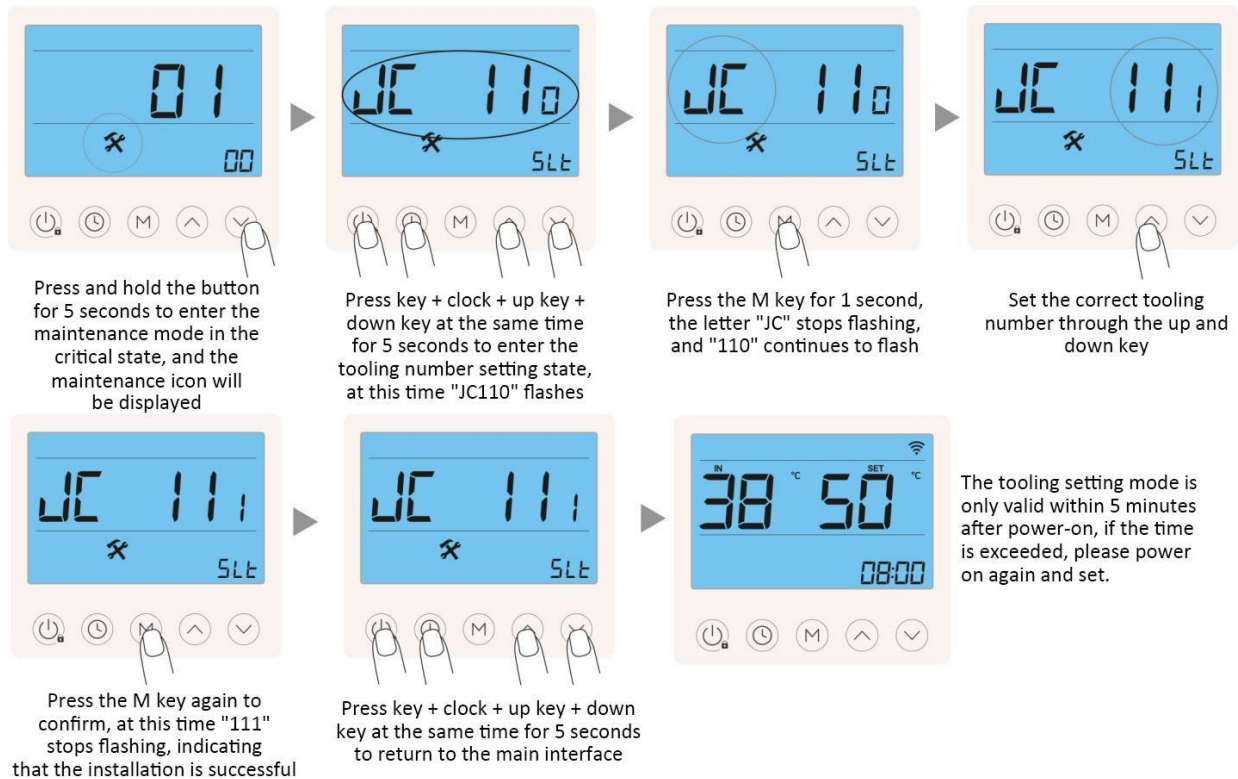 01
00
M
Press and hold the button
for 5 seconds to enter the
maintenance mode in the
critical state, and the
maintenance icon will
be displayed
JC 110
SLt
M
Press key + clock + up key +
down key at the same time
for 5 seconds to enter the
tooling number setting state,
at this time "JC110" flashes
JC 110
SLt
M
Press the M key for 1 second,
the letter "JC" stops flashing,
and "110" continues to flash
JC 111
SLt
M
Set the correct tooling
number through the up and
down key
JC 111
SLt
M
Press the M key again to
confirm, at this time "111"
stops flashing, indicating
that the installation is successful
JC 111
SLt
M
Press key + clock + up key + down
key at the same time for 5 seconds
to return to the main interface
IN SET
38 °C 50 °C
08:00
M
The tooling setting mode is
only valid within 5 minutes
after power-on, if the time
is exceeded, please power
on again and set.